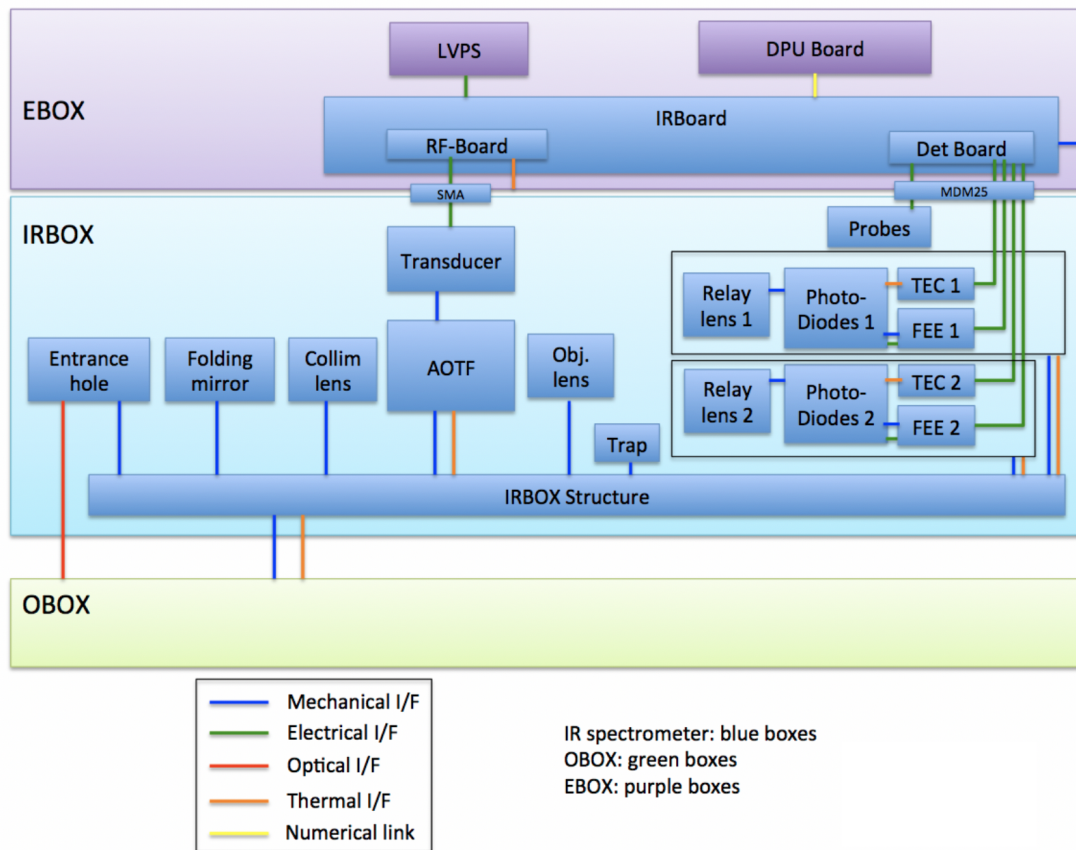 LVPS
DPU Board
EBOX
IRBoard
RF-Board
Det Board
SMA
MDM25
IRBOX
Probes
Transducer
Relay
lens 1
Photo-
Diodes 1
TEC 1
FEE 1
Entrance
hole
Folding
mirror
Collim
lens
AOTF
Obj.
lens
Relay
lens 2
Photo-
Diodes 2
TEC 2
FEE 2
Trap
IRBOX Structure
OBOX
Mechanical I/F
Electrical I/F
Optical I/F
Thermal I/F
Numerical link
IR spectrometer: blue boxes
OBOX: green boxes
EBOX: purple boxes